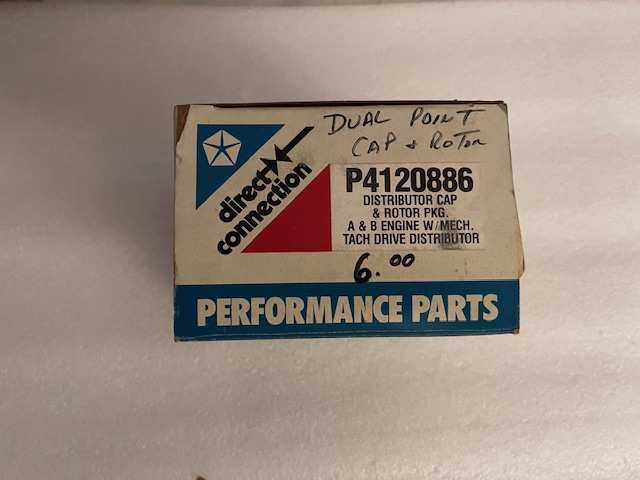 DUAL POINT
CAP & ROTOR
direct
connection
P4120886
DISTRIBUTOR CAP
& ROTOR PKG.
A & B ENGINE W/MECH.
TACH DRIVE DISTRIBUTOR
6.00
PERFORMANCE PARTS